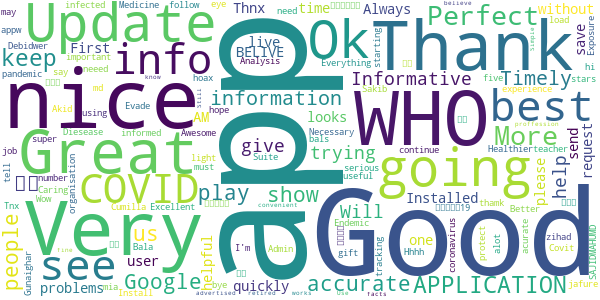 Update
nice
app
Thank
Good
WHO
Very
Great
COVID
going
best
info
Ok
see
Perfect
More
APPLICATION
information
accurate
Informative
Timely
keep
play
show
give
us
Google
people
Will
trying
help
send
request
please
one
user
problems
quickly
helpful
Installed
looks
AM
BELIVE
live
Thnx
time
Always
without
save
First
Debidwer
pandemic
infected
Medicine
follow
eye
need
load
appw
may
important
starting
Analysis
hoax
Everything
five
stars
hi
Exposure
believe
experience
say
neeed
md
using
Evade
Akid
hope
Sakib
Necessary
bals
serious
useful
Suite
continue
Healthier
teacher
job
super
number
Diesease
informed
Awesome
light
must
tell
Caring
Wow
organisation
Tnx
Cumilla
Excellent
Gunaighar
mia
Bala
Install
bye
I'm
gift
Admin
Endemic
tracking
coronavirus
Hhhh
protect
alot
thank
Better
acurate
Covit
zihad
jafure
SAJIDMAHUMD
proffession
convenient
advertised
retired
works
Use
facts
fine
know
still
Simple